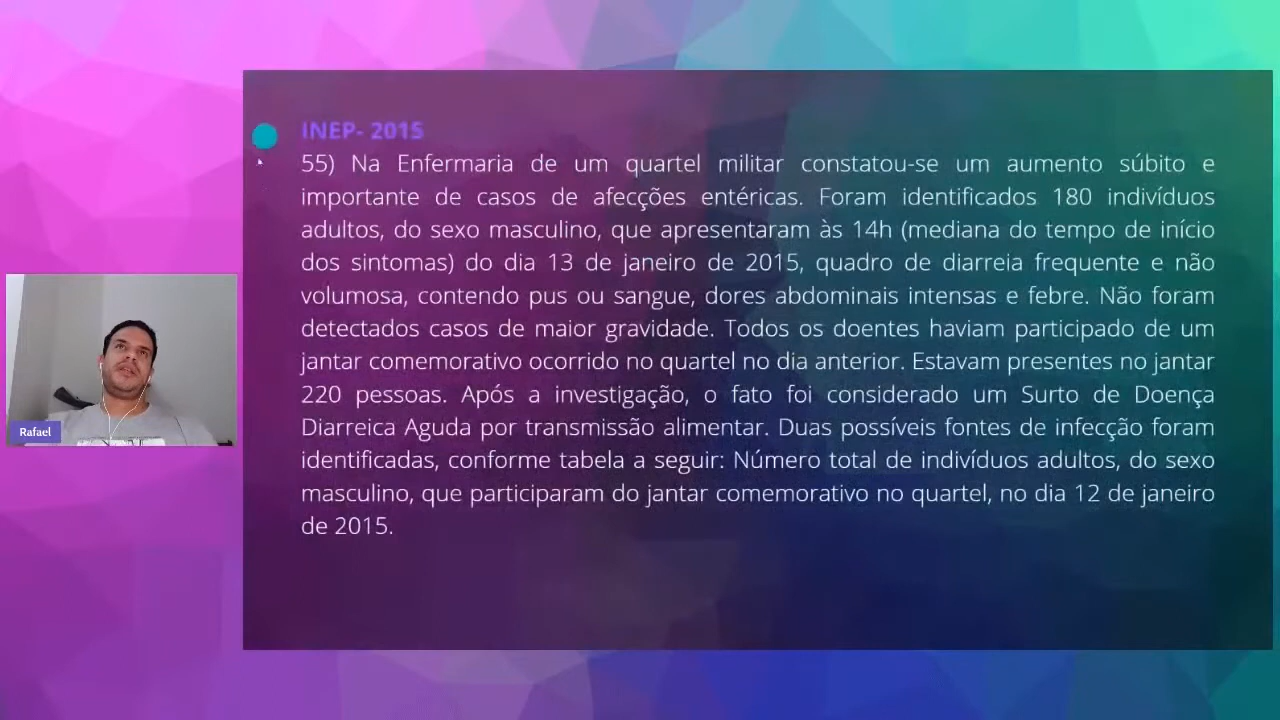 INEP- 2015
55) Na Enfermaria de um quartel militar constatou-se um aumento súbito e
importante de casos de afecções entéricas. Foram identificados 180 indivíduos
adultos, do sexo masculino, que apresentaram às 14h (mediana do tempo de início
dos sintomas) do dia 13 de janeiro de 2015, quadro de diarreia frequente e não
volumosa, contendo pus ou sangue, dores abdominais intensas e febre. Não foram
detectados casos de maior gravidade. Todos os doentes haviam participado de um
jantar comemorativo ocorrido no quartel no dia anterior. Estavam presentes no jantar
220 pessoas. Após a investigação, o fato foi considerado um Surto de Doença
Diarreica Aguda por transmissão alimentar. Duas possíveis fontes de infecção foram
identificadas, conforme tabela a seguir: Número total de indivíduos adultos, do sexo
masculino, que participaram do jantar comemorativo no quartel, no dia 12 de janeiro
de 2015.
Rafael